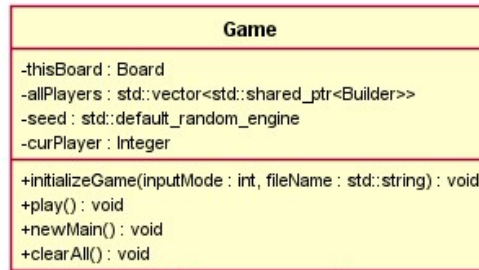 Game
-thisBoard : Board
-allPlayers : std::vector<std::shared_ptr<Builder>>
-seed : std::default_random_engine
-curPlayer : Integer
+initializeGame(inputMode : int, fileName : std::string) : void
+play() : void
+newMain() : void
+clearAll() : void